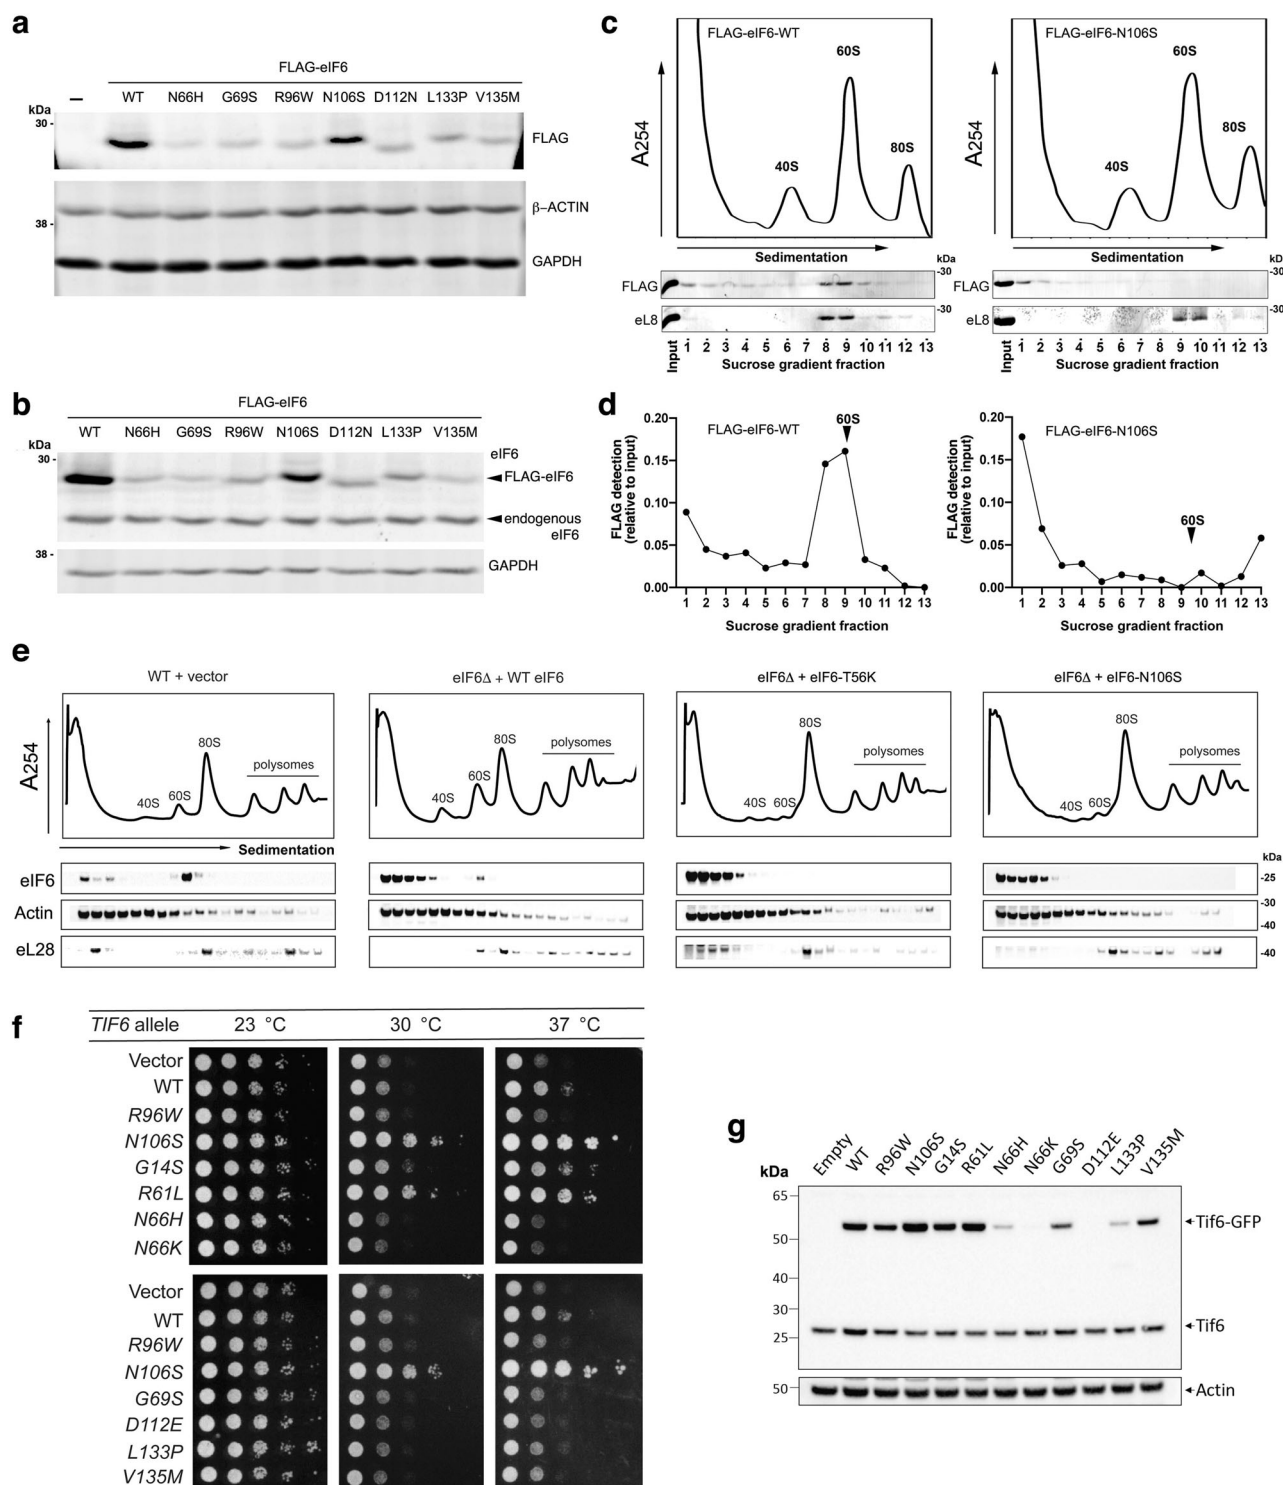 a
FLAG-eIF6
– WT N66H G69S R96W N106S D112N L133P V135M
kDa
30 -
FLAG
β–ACTIN
38 -
GAPDH
b
FLAG-eIF6
WT N66H G69S R96W N106S D112N L133P V135M
kDa
30 -
eIF6
FLAG-eIF6
endogenous
eIF6
38 -
GAPDH
c
FLAG-eIF6-WT
60S
40S
80S
A254
Sedimentation
kDa
FLAG
-30
eL8
-30
Input 1 2 3 4 5 6 7 8 9 10 11 12 13
Sucrose gradient fraction
FLAG-eIF6-N106S
60S
80S
40S
A254
Sedimentation
kDa
FLAG
-30
eL8
-30
Input 1 2 3 4 5 6 7 8 9 10 11 12 13
Sucrose gradient fraction
d
FLAG detection
(relative to input)
0.20
0.15
0.10
0.05
0.00
FLAG-eIF6-WT
60S
1 2 3 4 5 6 7 8 9 10 11 12 13
Sucrose gradient fraction
FLAG detection
(relative to input)
0.20
0.15
0.10
0.05
0.00
FLAG-eIF6-N106S
60S
1 2 3 4 5 6 7 8 9 10 11 12 13
Sucrose gradient fraction
e
WT + vector
eIF6Δ + WT eIF6
eIF6Δ + eIF6-T56K
eIF6Δ + eIF6-N106S
A254
40S 60S 80S polysomes
40S 60S 80S polysomes
40S 60S 80S polysomes
40S 60S 80S polysomes
Sedimentation
kDa
eIF6
-25
Actin
-30
-40
eL28
-40
f
TIF6 allele 23 °C 30 °C 37 °C
Vector
WT
R96W
N106S
G14S
R61L
N66H
N66K
Vector
WT
R96W
N106S
G69S
D112E
L133P
V135M
g
Empty WT R96W N106S G14S R61L N66H N66K G69S D112E L133P V135M
kDa
65
50
40
30
25
Tif6-GFP
Tif6
50
Actin